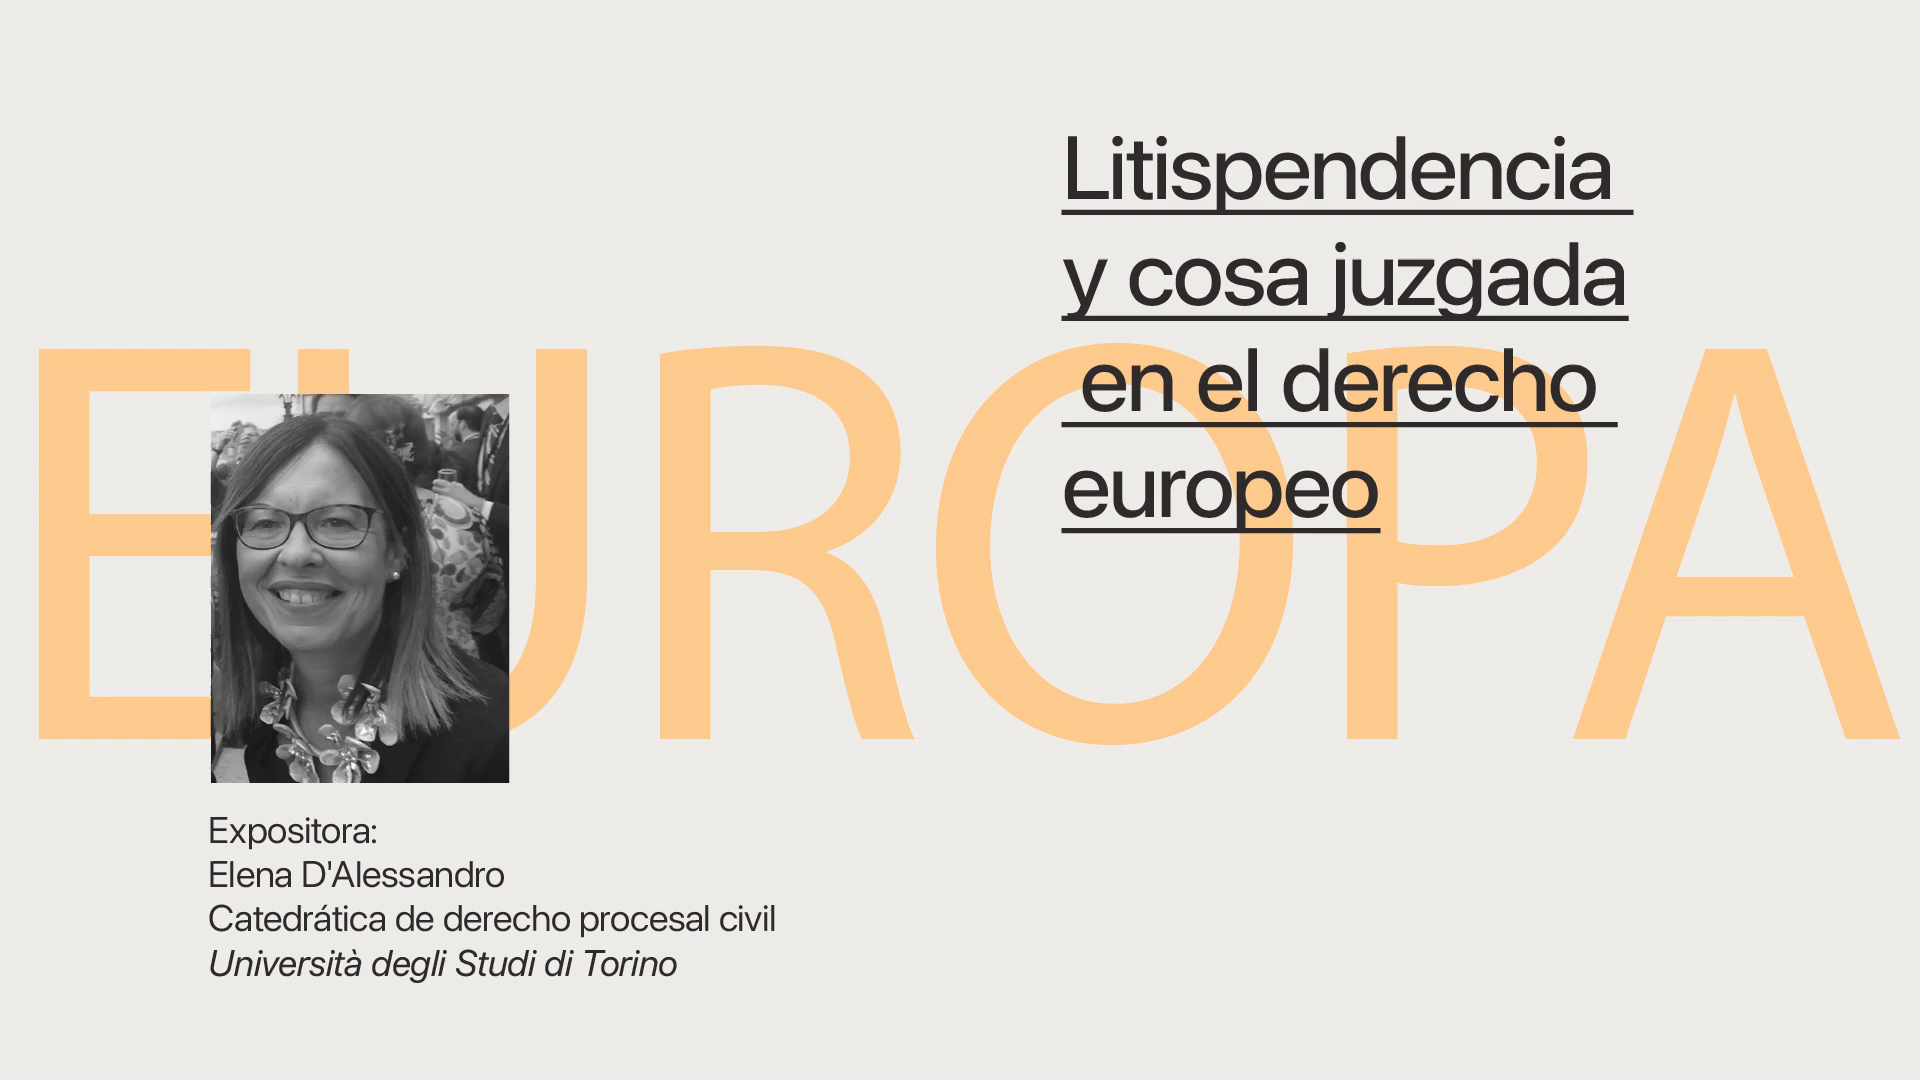 Litispendencia
y cosa juzgada
en el derecho
europeo
EUROPA
Expositora:
Elena D'Alessandro
Catedrática de derecho procesal civil
Università degli Studi di Torino